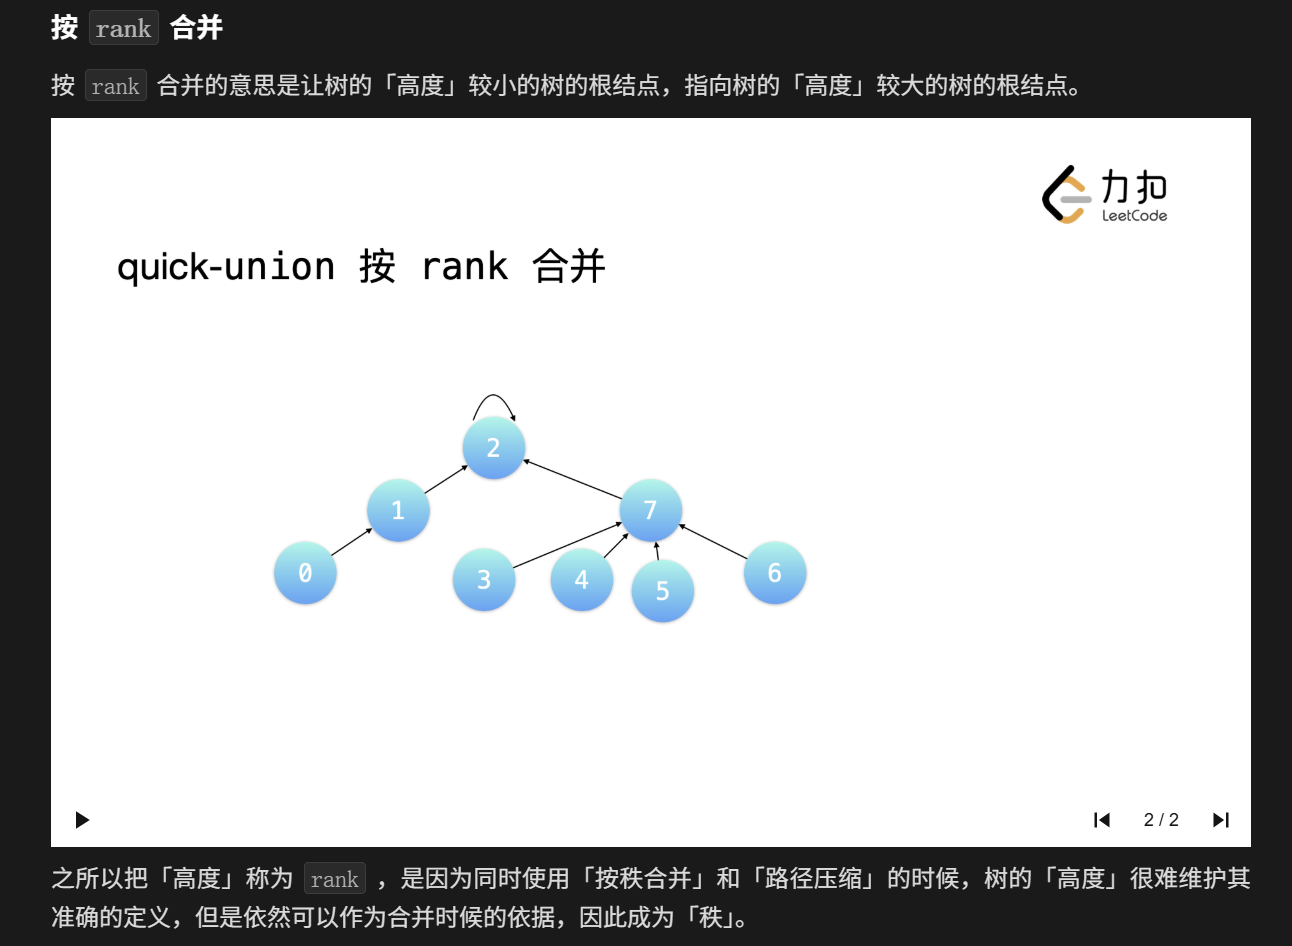 按 rank 合并
按 rank 合并的意思是让树的「高度」较小的树的根结点，指向树的「高度」较大的树的根结点。
力扣
LeetCode
quick-union 按 rank 合并
2
1
7
0
3
4
5
6
2 / 2
之所以把「高度」称为 rank ，是因为同时使用「按秩合并」和「路径压缩」的时候，树的「高度」很难维护其
准确的定义，但是依然可以作为合并时候的依据，因此成为「秩」。